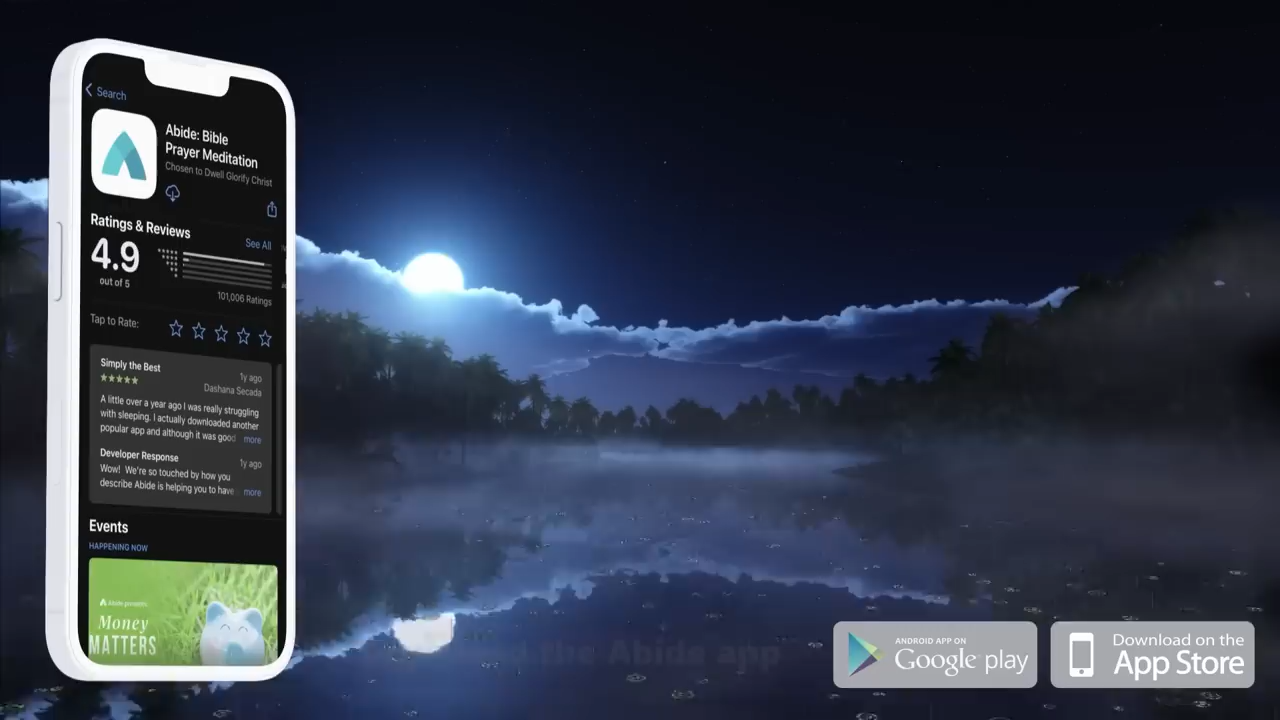 Search
Abide: Bible
Prayer Meditation
Chosen to Dwell Glorify Christ
Ratings & Reviews
See All
4.9
out of 5
101,006 Ratings
Tap to Rate:
Simply the Best
1y ago
Dashana Secada
A little over a year ago I was really struggling
with sleeping. I actually downloaded another
popular app and although it was good
more
Developer Response
1y ago
Wow! We're so touched by how you
describe Abide is helping you to have
more
Events
HAPPENING NOW
Abide presents
Money
MATTERS
the Abide app
ANDROID APP ON
Google play
Download on the
App Store